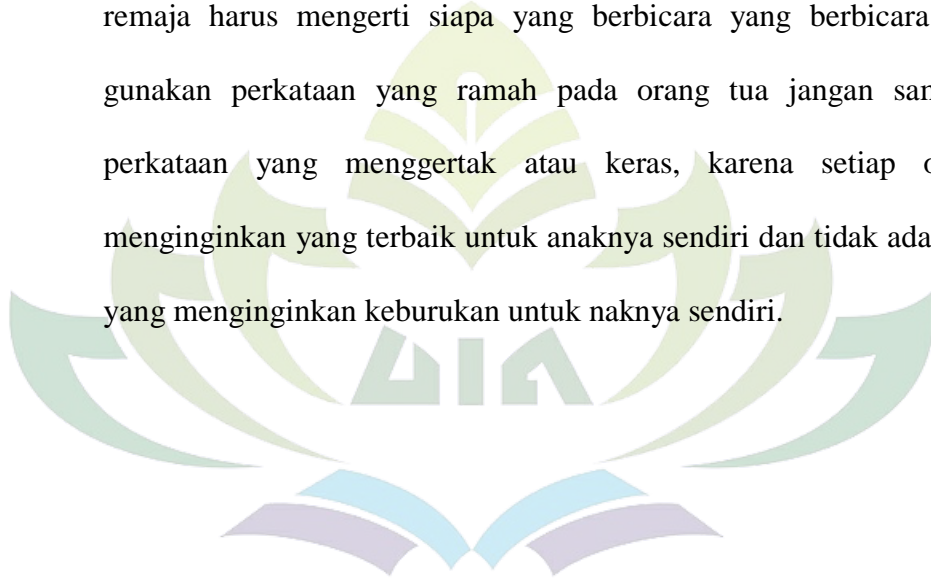 remaja harus mengerti siapa yang berbicara yang berbicara
gunakan perkataan yang ramah pada orang tua jangan
perkataan yang menggertak atau keras, karena setiap
menginginkan yang terbaik untuk anaknya sendiri dan tidak ada
yang menginginkan keburukan untuk naknya sendiri.
UIN